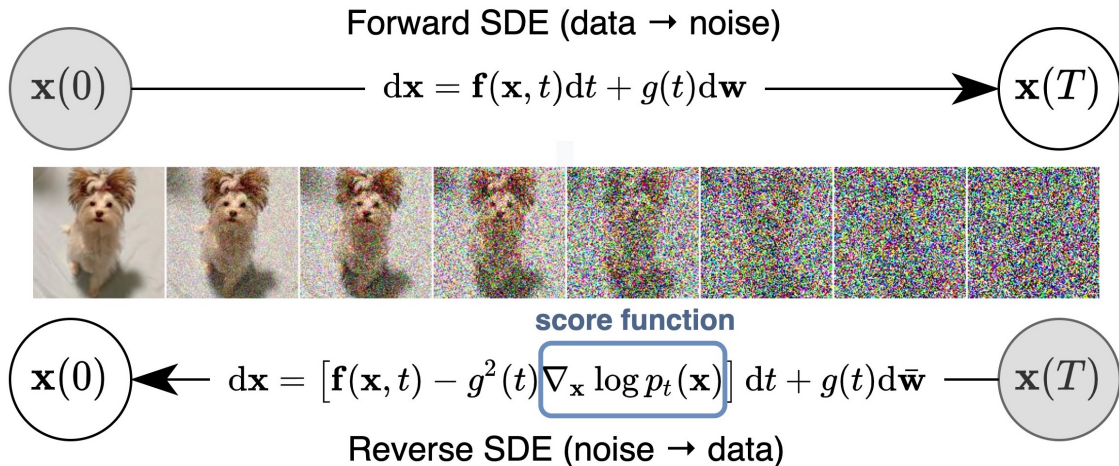 Forward SDE (data → noise)
x(0) dx = f(x, t)dt + g(t)dw x(T)
score function
x(0) dx = [f(x, t) − g²(t)∇ₓ log pₜ(x)] dt + g(t)dw̄ x(T)
Reverse SDE (noise → data)